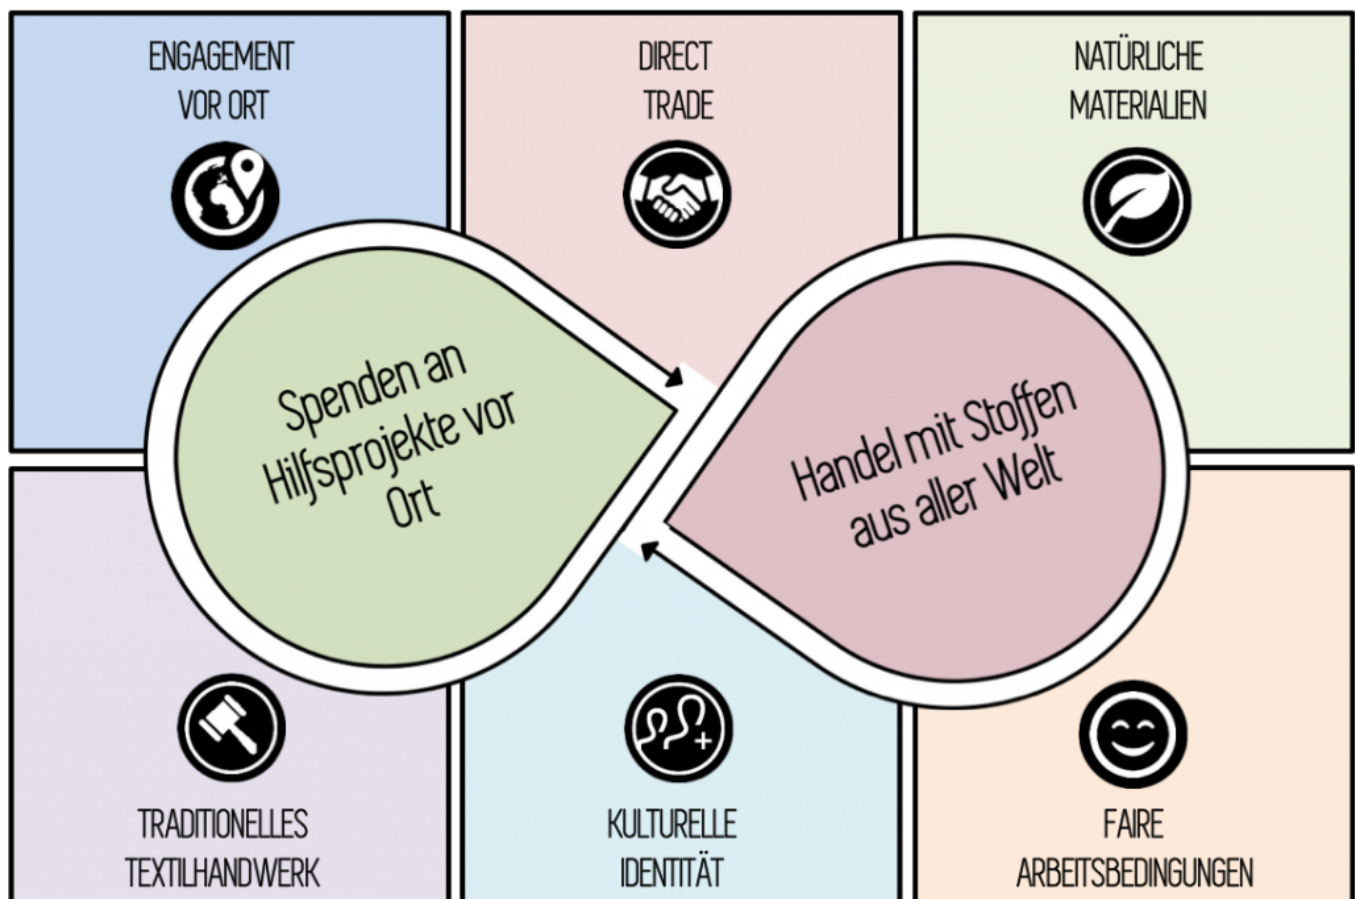 ENGAGEMENT
VOR ORT
DIRECT
TRADE
NATÜRLICHE
MATERIALIEN
Spenden an
Hilfsprojekte vor
Ort
Handel mit Stoffen
aus aller Welt
TRADITIONELLES
TEXTILHANDWERK
KULTURELLE
IDENTITÄT
FAIRE
ARBEITSBEDINGUNGEN